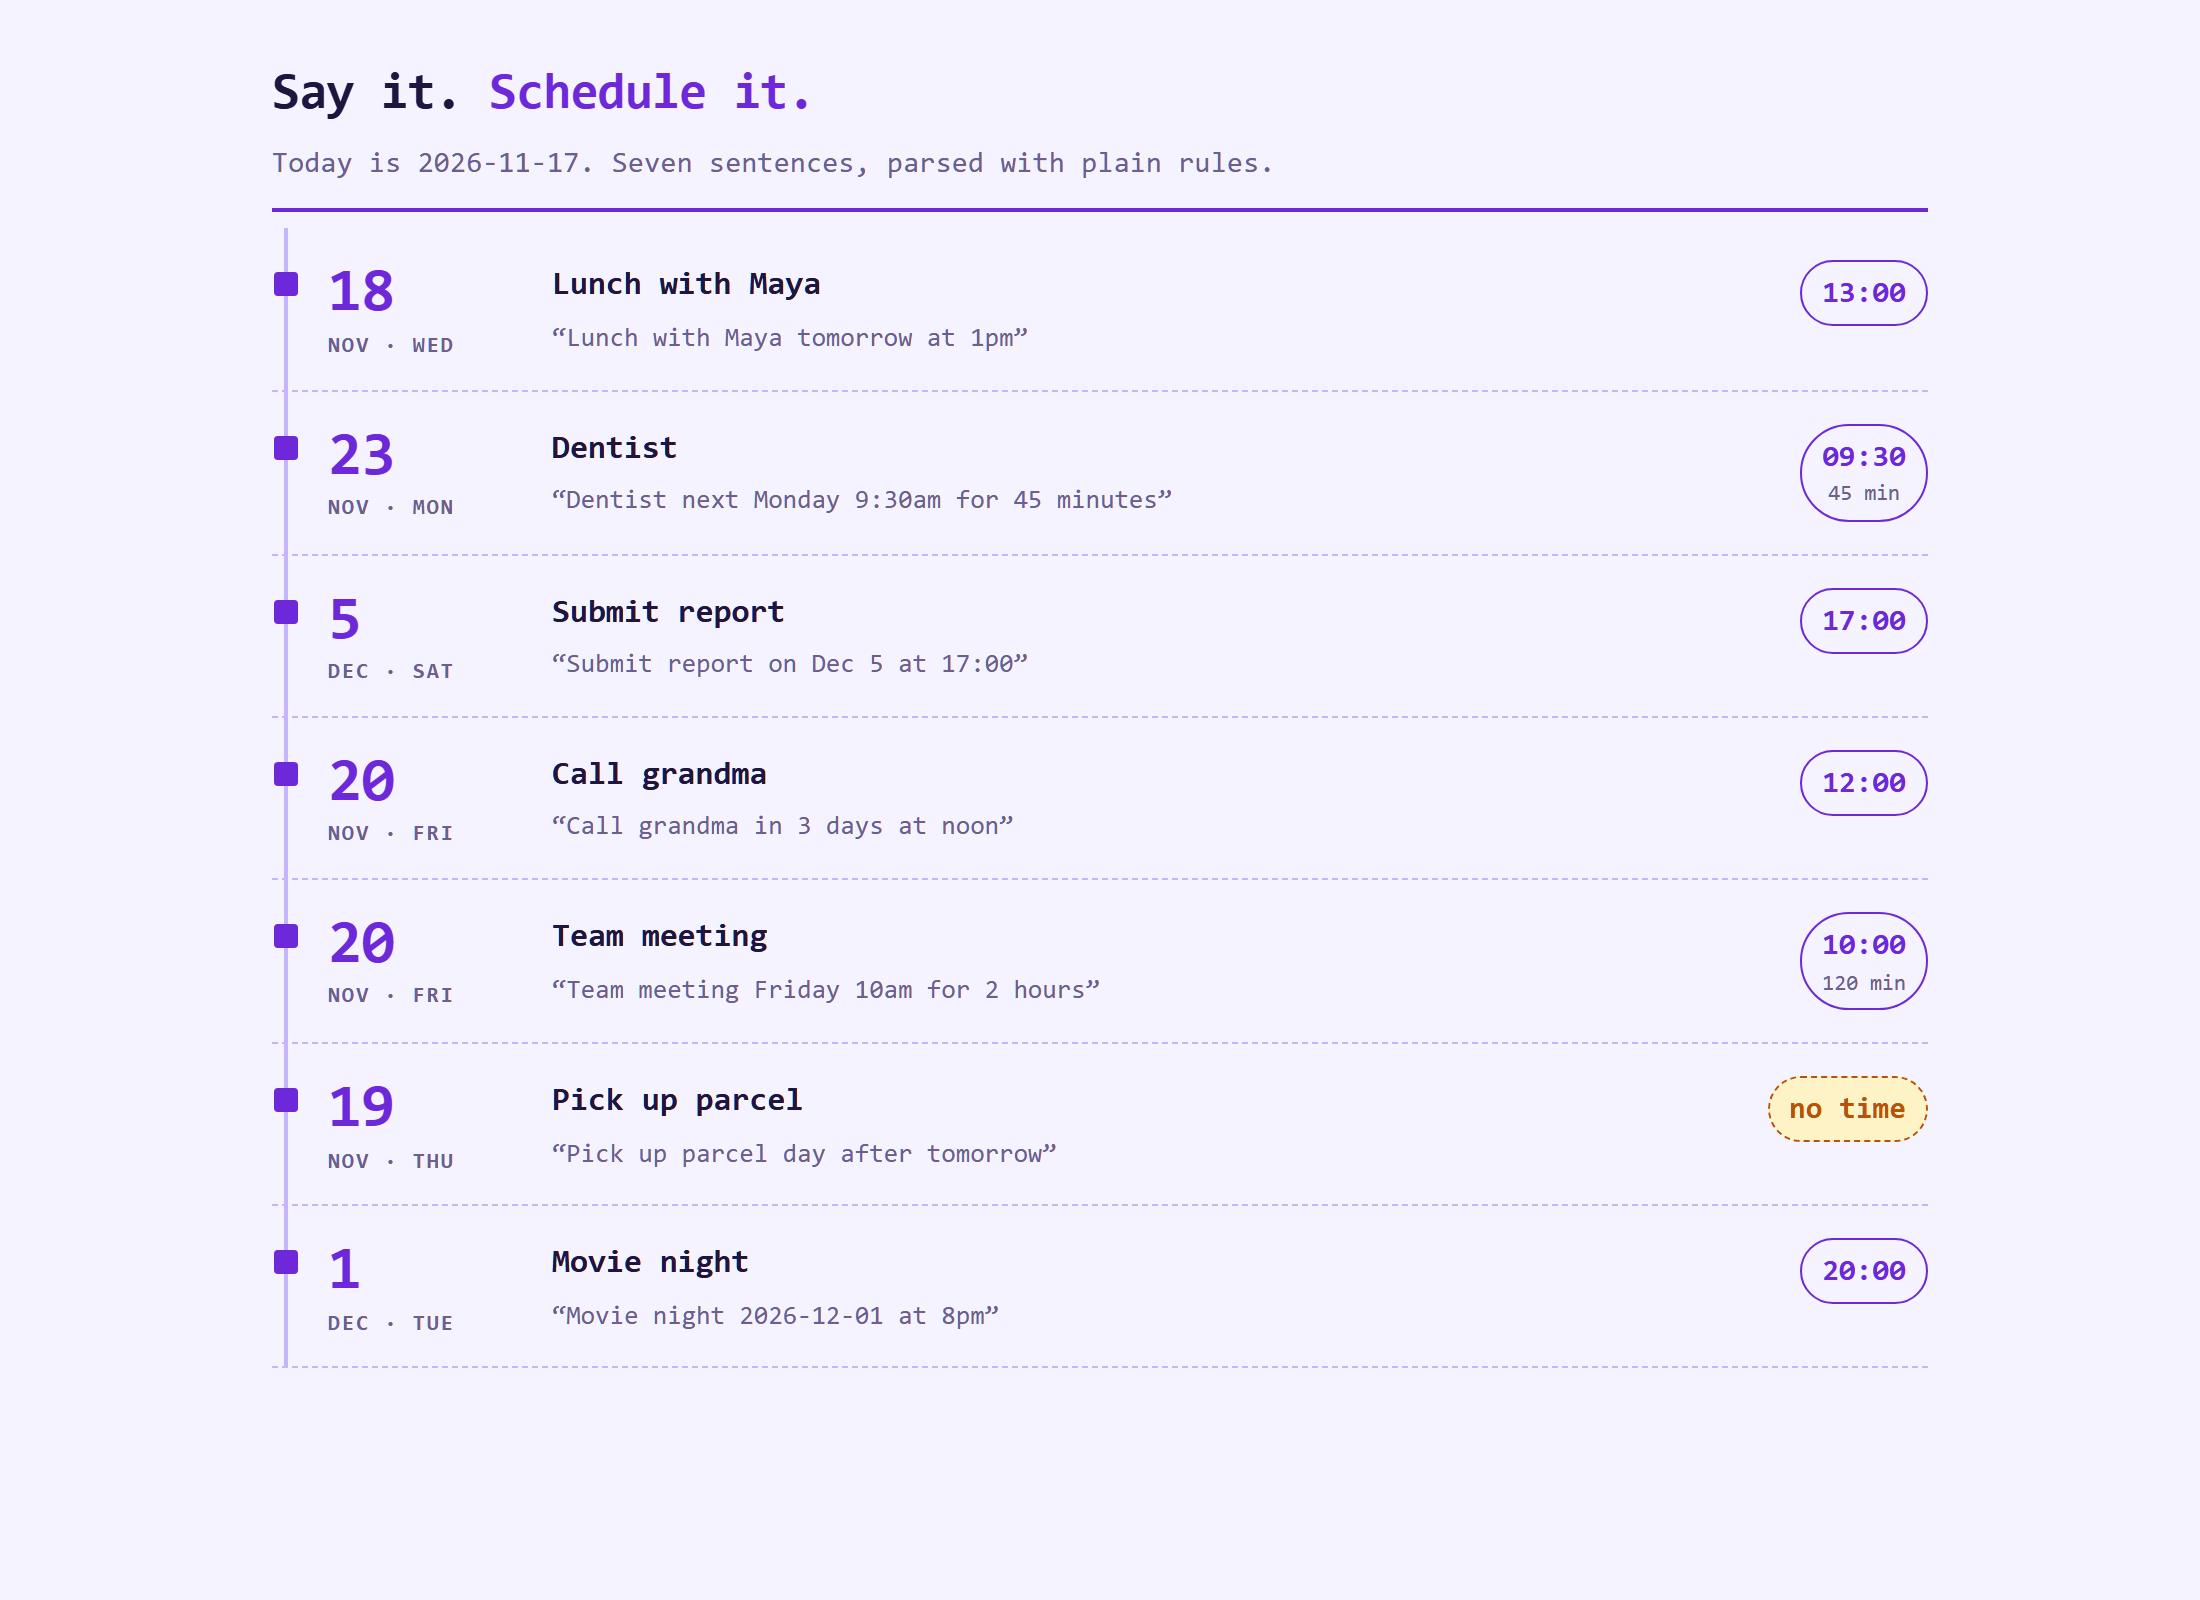 Say it. Schedule it.
Today is 2026-11-17. Seven sentences, parsed with plain rules.
18
NOV · WED
Lunch with Maya
“Lunch with Maya tomorrow at 1pm”
13:00
23
NOV · MON
Dentist
“Dentist next Monday 9:30am for 45 minutes”
09:30
45 min
5
DEC · SAT
Submit report
“Submit report on Dec 5 at 17:00”
17:00
20
NOV · FRI
Call grandma
“Call grandma in 3 days at noon”
12:00
20
NOV · FRI
Team meeting
“Team meeting Friday 10am for 2 hours”
10:00
120 min
19
NOV · THU
Pick up parcel
“Pick up parcel day after tomorrow”
no time
1
DEC · TUE
Movie night
“Movie night 2026-12-01 at 8pm”
20:00